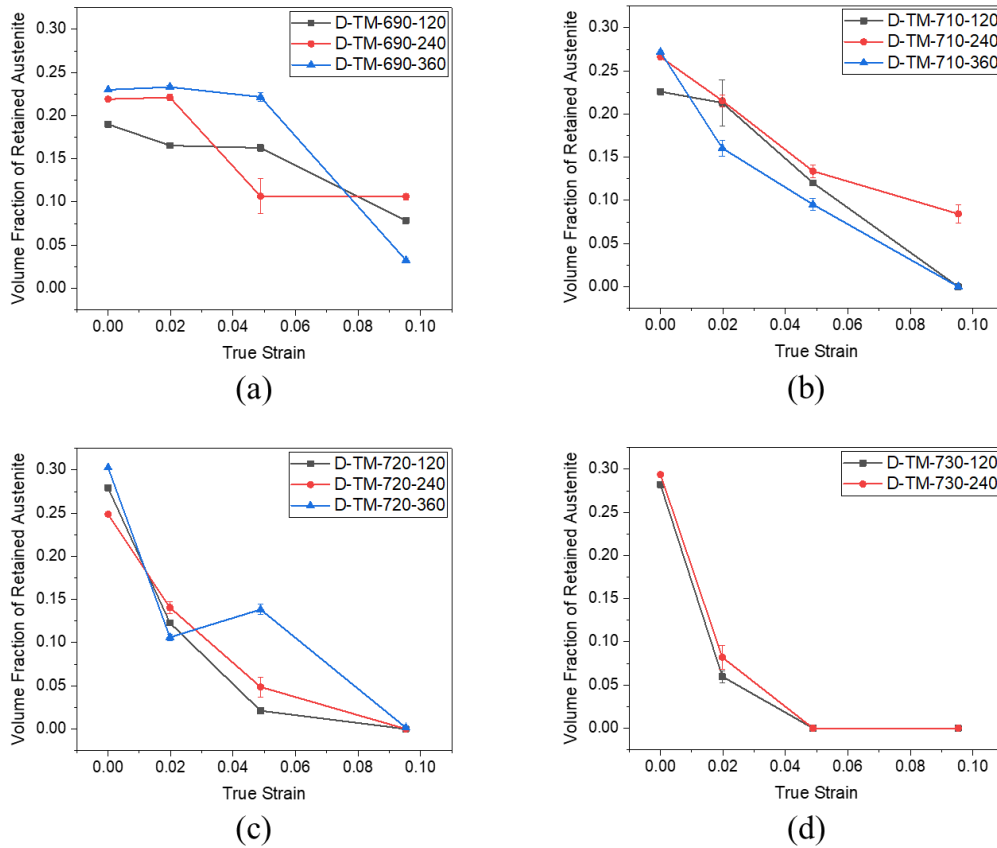 D-TM-690-120
D-TM-690-240
D-TM-690-360
Volume Fraction of Retained Austenite
0.30
0.25
0.20
0.15
0.10
0.05
0.00
0.00 0.02 0.04 0.06 0.08 0.10
True Strain
(a)
D-TM-710-120
D-TM-710-240
D-TM-710-360
Volume Fraction of Retained Austenite
0.30
0.25
0.20
0.15
0.10
0.05
0.00
0.00 0.02 0.04 0.06 0.08 0.10
True Strain
(b)
D-TM-720-120
D-TM-720-240
D-TM-720-360
Volume Fraction of Retained Austenite
0.30
0.25
0.20
0.15
0.10
0.05
0.00
0.00 0.02 0.04 0.06 0.08 0.10
True Strain
(c)
D-TM-730-120
D-TM-730-240
Volume Fraction of Retained Austenite
0.30
0.25
0.20
0.15
0.10
0.05
0.00
0.00 0.02 0.04 0.06 0.08 0.10
True Strain
(d)